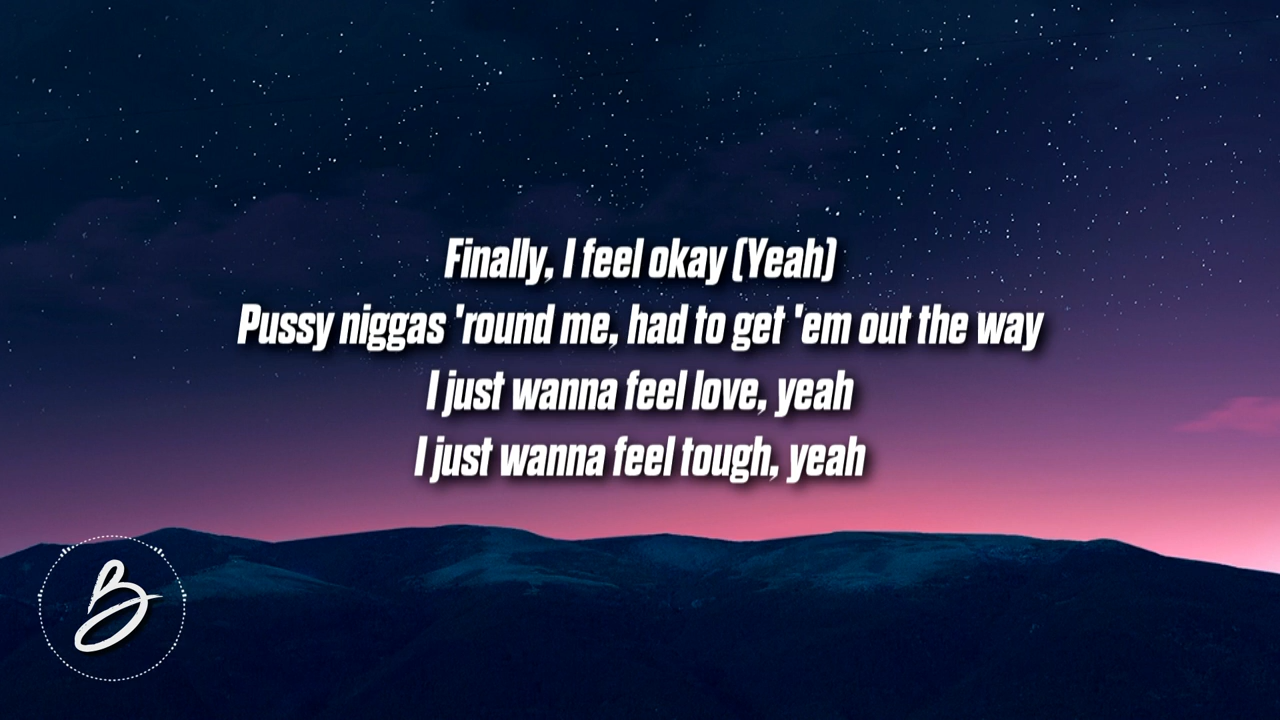 Finally, I feel okay (Yeah)
Pussy niggas 'round me, had to get 'em out the way
I just wanna feel love, yeah
I just wanna feel tough, yeah
B